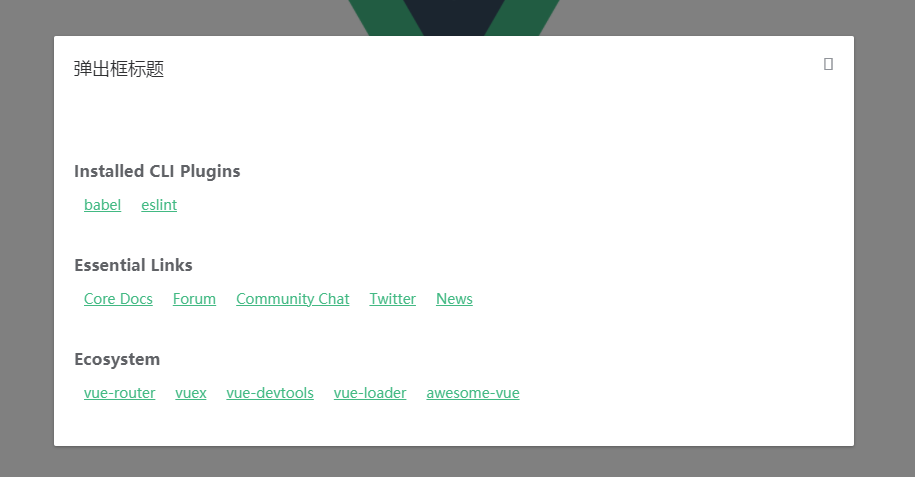 弹出框标题
Installed CLI Plugins
babel eslint
Essential Links
Core Docs Forum Community Chat Twitter News
Ecosystem
vue-router vuex vue-devtools vue-loader awesome-vue